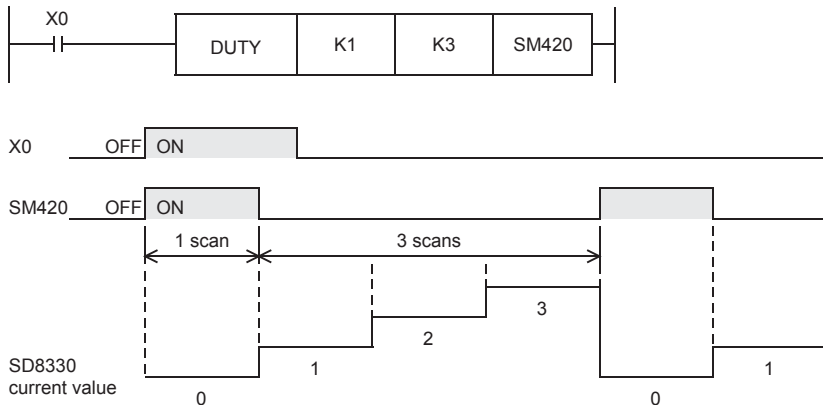 X0
DUTY K1 K3 SM420
X0 OFF ON
SM420 OFF ON
1 scan 3 scans
3
2
1 1
SD8330
current value
0 0